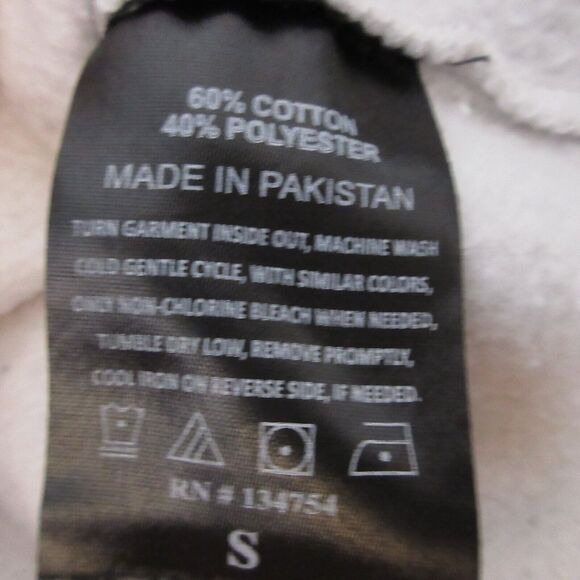 60% COTTON
40% POLYESTER
MADE IN PAKISTAN
TURN GARMENT INSIDE OUT, MACHINE WASH
COLD GENTLE CYCLE, WITH SIMILAR COLORS,
ONLY NON-CHLORINE BLEACH WHEN NEEDED,
TUMBLE DRY LOW, REMOVE PROMPTLY,
COOL IRON ON REVERSE SIDE, IF NEEDED.
RN # 134754
S